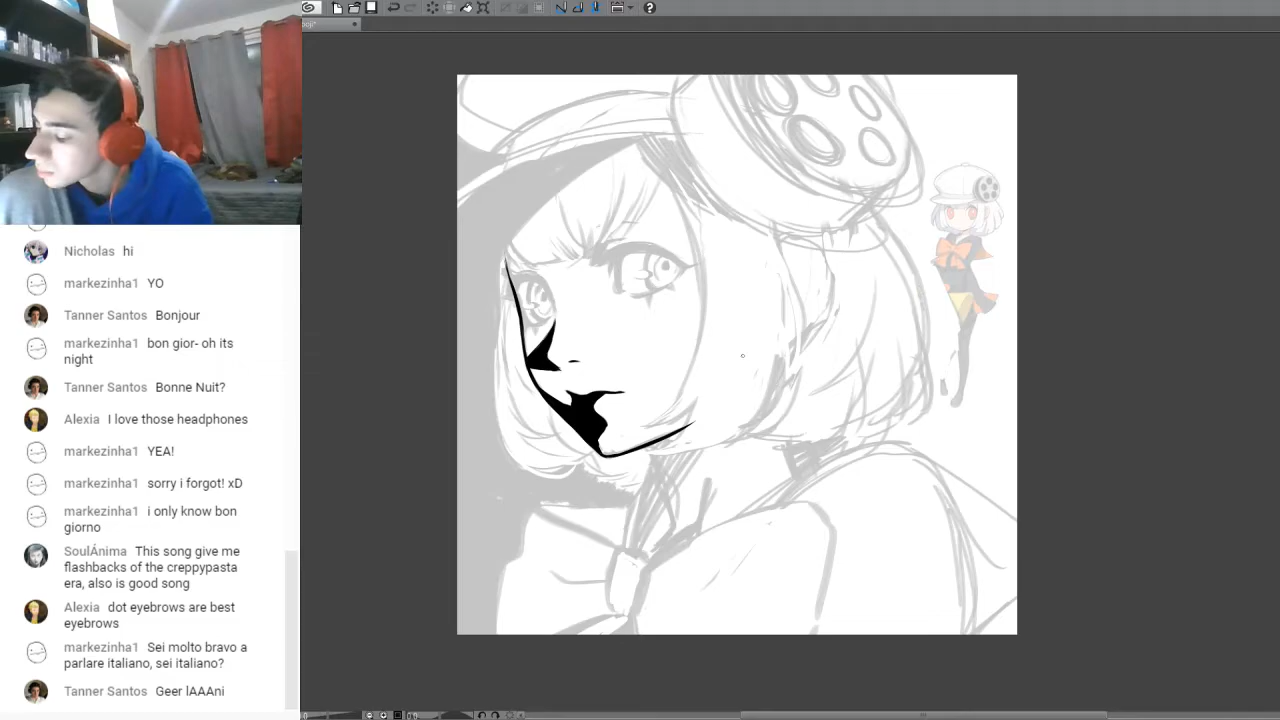 Nicholas hi
markezinha1 YO
Tanner Santos Bonjour
markezinha1 bon gior- oh its
night
Tanner Santos Bonne Nuit?
Alexia I love those headphones
markezinha1 YEA!
markezinha1 sorry i forgot! xD
markezinha1 i only know bon
giorno
SoulÁnima This song give me
flashbacks of the creppypasta
era, also is good song
Alexia dot eyebrows are best
eyebrows
markezinha1 Sei molto bravo a
parlare italiano, sei italiano?
Tanner Santos Geer lAAAni